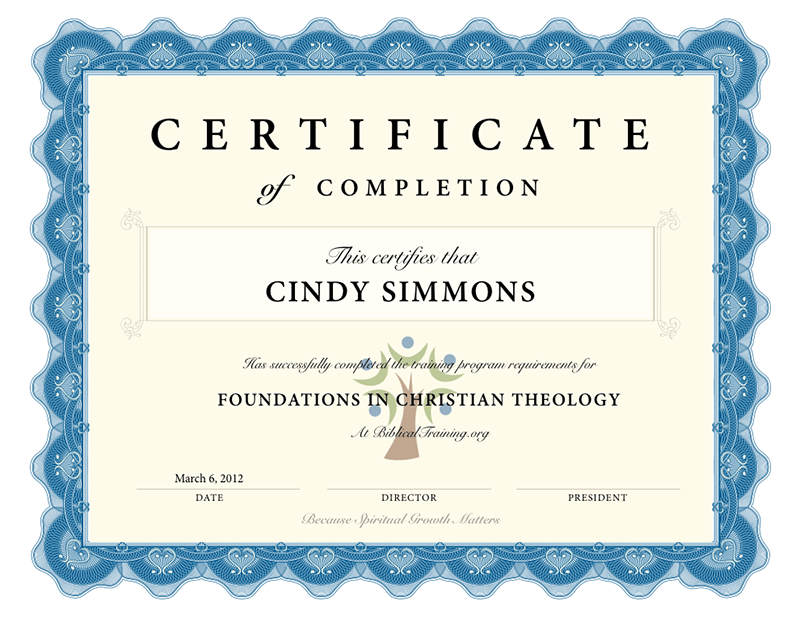 CERTIFICATE
of COMPLETION
This certifies that
CINDY SIMMONS
Has successfully completed the training program requirements for
FOUNDATIONS IN CHRISTIAN THEOLOGY
At BiblicalTraining.org
March 6, 2012
DATE DIRECTOR PRESIDENT
Because Spiritual Growth Matters